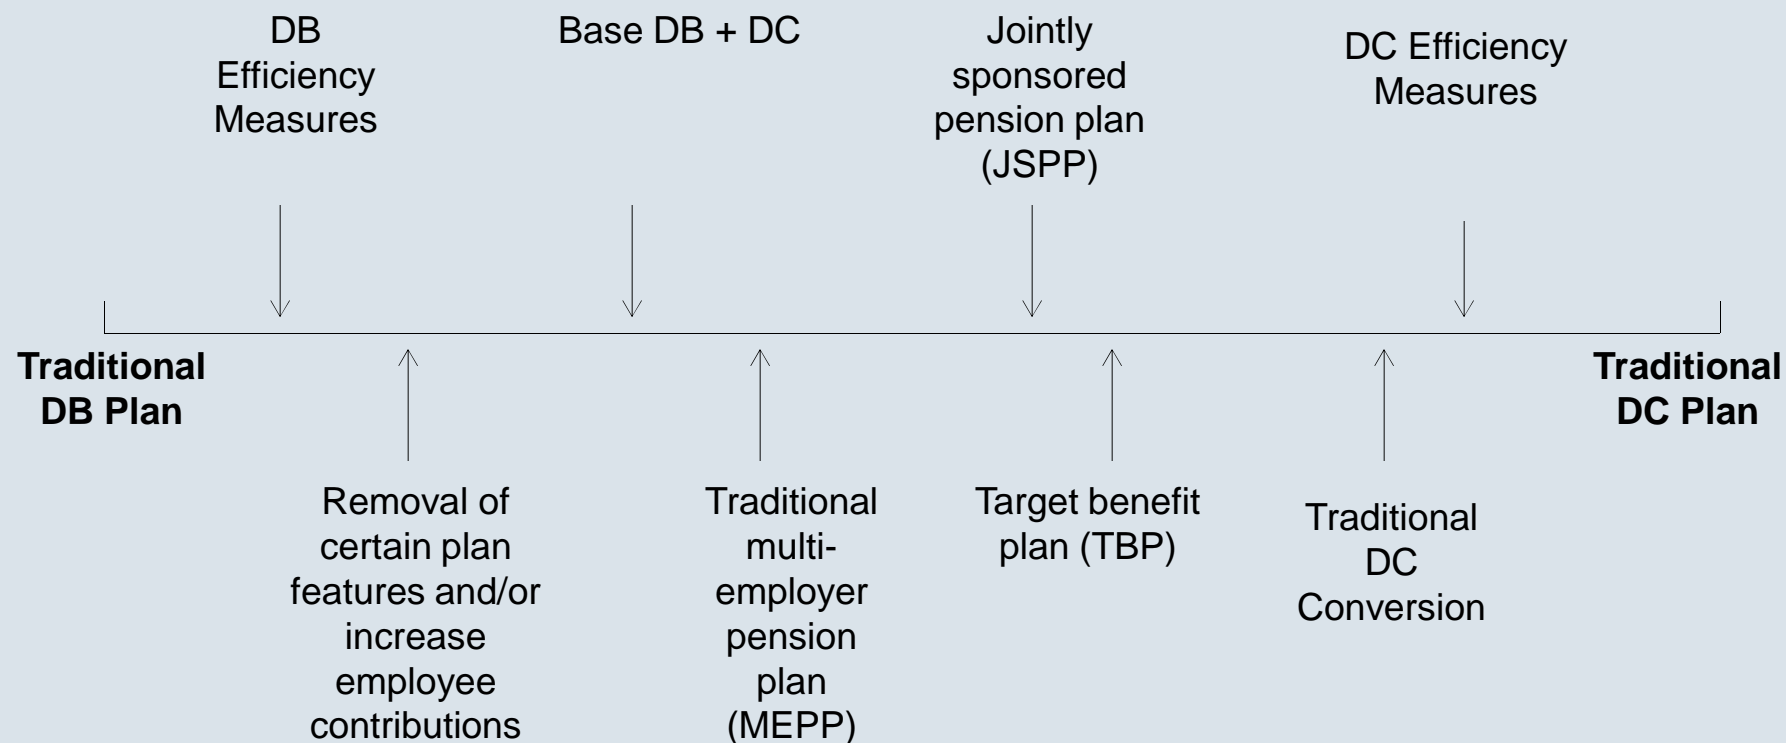 DB
Efficiency
Measures
Base DB + DC
Jointly
sponsored
pension plan
(JSPP)
DC Efficiency
Measures
Traditional
DB Plan
Traditional
DC Plan
Removal of
certain plan
features and/or
increase
employee
contributions
Traditional
multi-
employer
pension
plan
(MEPP)
Target benefit
plan (TBP)
Traditional
DC
Conversion